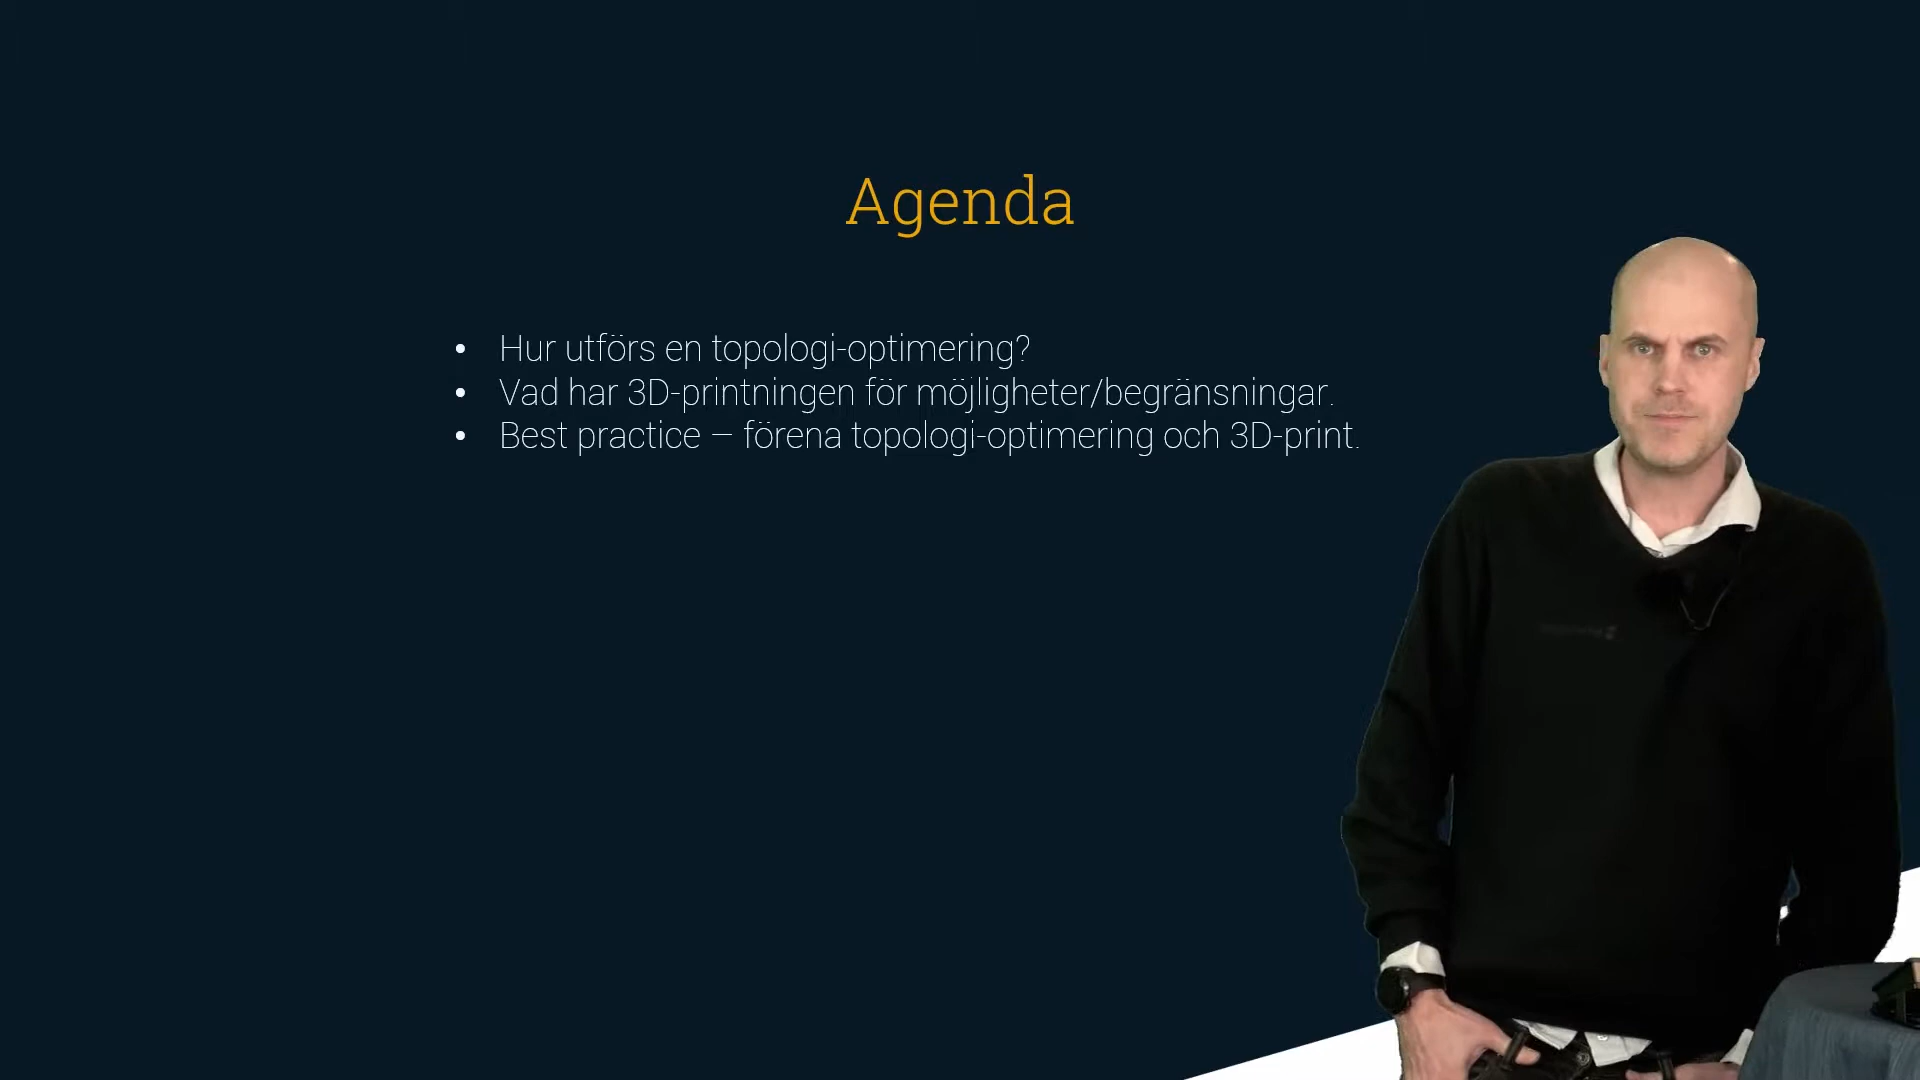 Agenda
• Hur utförs en topologi-optimering?
• Vad har 3D-printningen för möjligheter/begränsningar.
• Best practice – förena topologi-optimering och 3D-print.